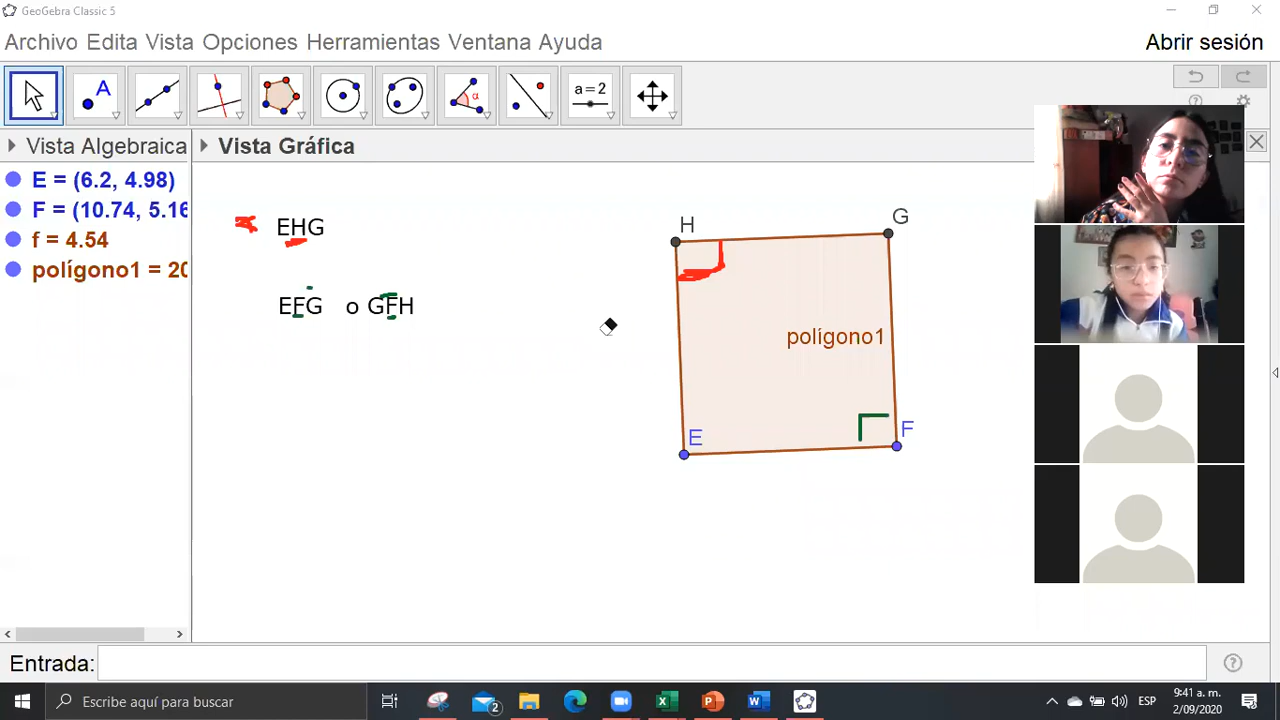 GeoGebra Classic 5
Archivo Edita Vista Opciones Herramientas Ventana Ayuda
Abrir sesión
A
α
a = 2
Vista Algebraica
Vista Gráfica
E = (6.2, 4.98)
F = (10.74, 5.16
f = 4.54
polígono1 = 20
EHG
EFG o GFH
H
G
polígono1
E
F
Entrada:
Escribe aquí para buscar
2
ESP
9:41 a. m.
2/09/2020